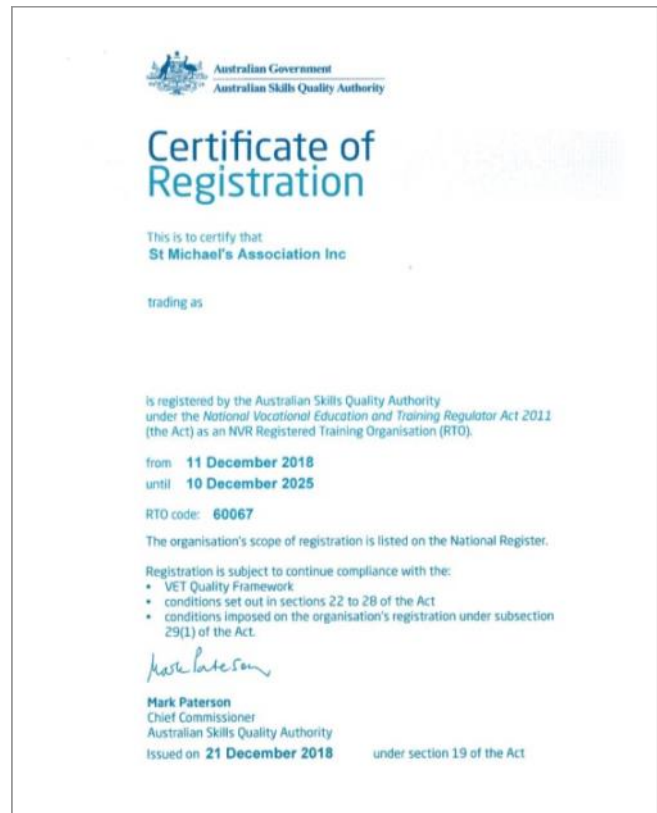 Australian Government
Australian Skills Quality Authority
Certificate of
Registration
This is to certify that
St Michael's Association Inc
trading as
is registered by the Australian Skills Quality Authority
under the National Vocational Education and Training Regulator Act 2011
(the Act) as an NVR Registered Training Organisation (RTO).
from 11 December 2018
until 10 December 2025
RTO code: 60067
The organisation's scope of registration is listed on the National Register.
Registration is subject to continue compliance with the:
• VET Quality Framework
• conditions set out in sections 22 to 28 of the Act
• conditions imposed on the organisation's registration under subsection
29(1) of the Act.
Mark Paterson
Mark Paterson
Chief Commissioner
Australian Skills Quality Authority
Issued on 21 December 2018 under section 19 of the Act